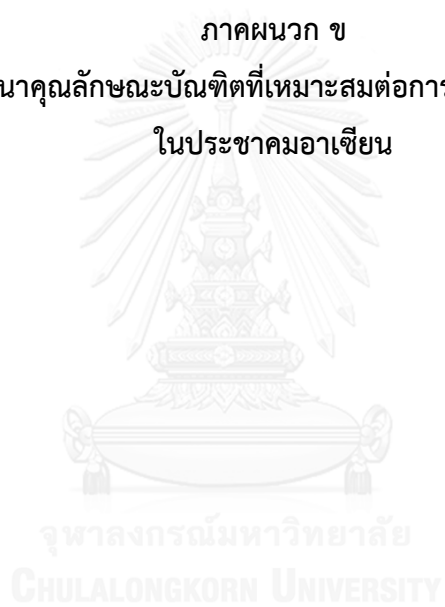 ภาคผนวก ข
นาคุณลักษณะบัณฑิตที่เหมาะสมต่อการ
ในประชาคมอาเซียน
จุฬาลงกรณ์มหาวิทยาลัย
CHULALONGKORN UNIVERSITY